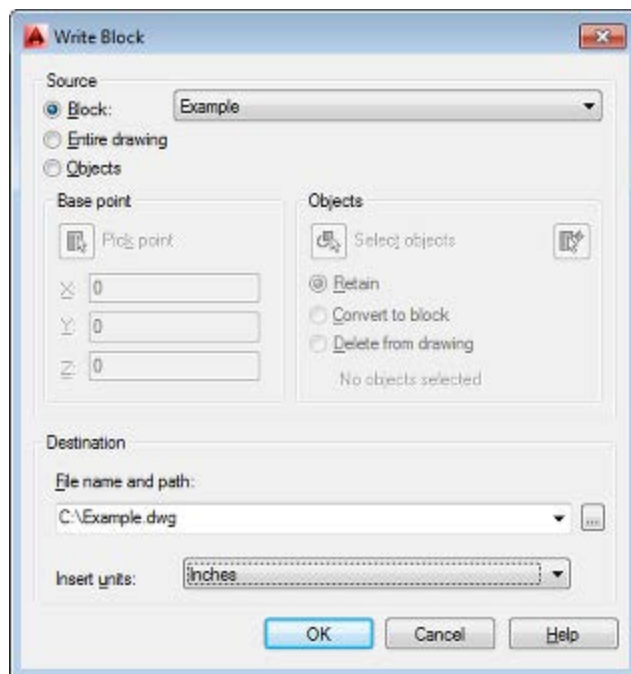 Write Block
Source
Block: Example
Entire drawing
Objects
Base point
Pick point
X: 0
Y: 0
Z: 0
Objects
Select objects
Retain
Convert to block
Delete from drawing
No objects selected
Destination
File name and path:
C:\Example.dwg
...
Insert units: Inches
OK Cancel Help